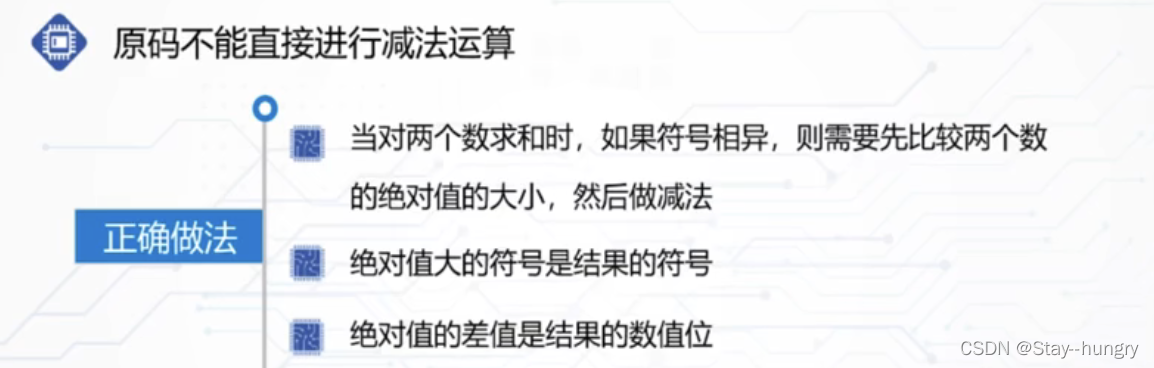 原码不能直接进行减法运算
当对两个数求和时，如果符号相异，则需要先比较两个数
的绝对值的大小，然后做减法
正确做法
绝对值大的符号是结果的符号
绝对值的差值是结果的数值位
CSDN @Stay--hungry